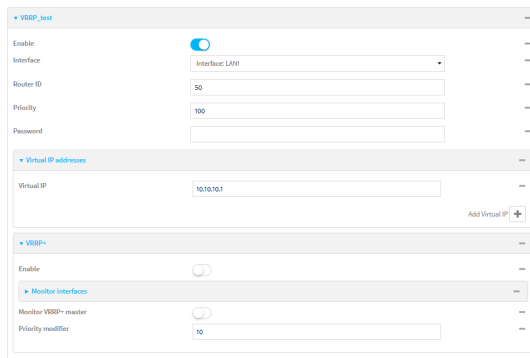 VRRP_test
Enable
Interface
Interface: LAN1
Router ID
50
Priority
100
Password
Virtual IP addresses
Virtual IP
10.10.10.1
Add Virtual IP
VRRP+
Enable
Monitor interfaces
Monitor VRRP+ master
Priority modifier
10